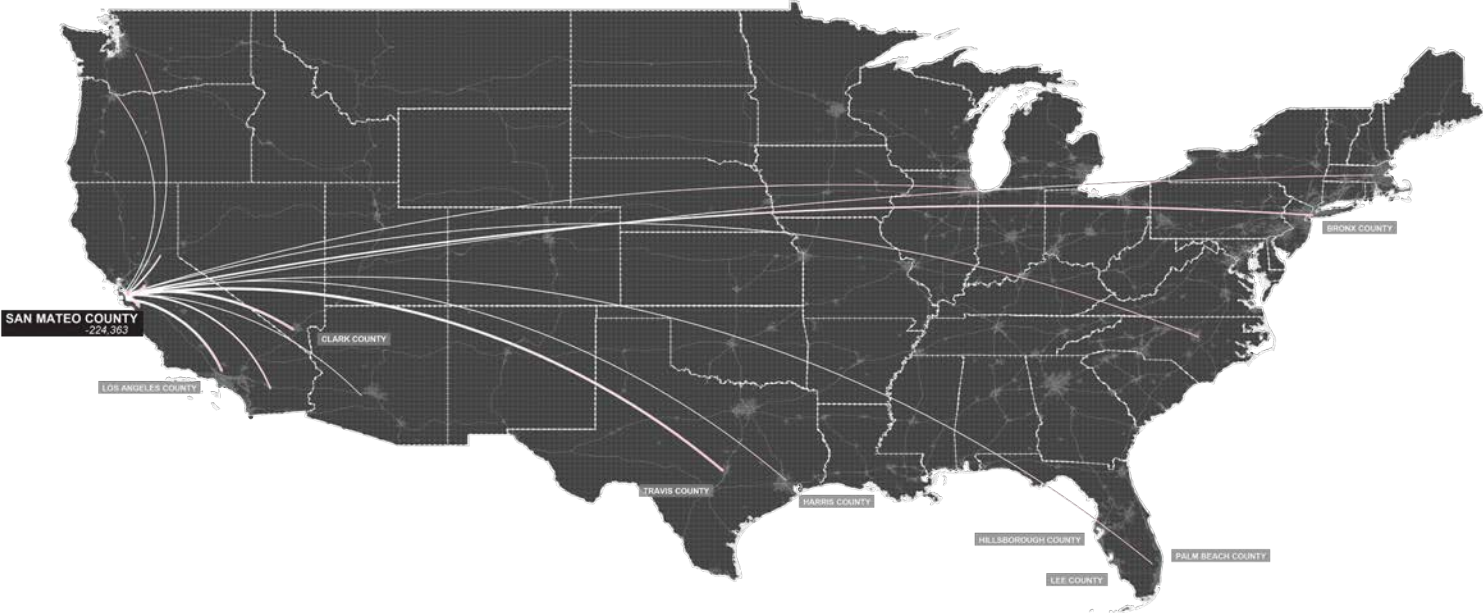 BRONX COUNTY
SAN MATEO COUNTY
-224,363
CLARK COUNTY
LOS ANGELES COUNTY
TRAVIS COUNTY
HARRIS COUNTY
HILLSBOROUGH COUNTY
PALM BEACH COUNTY
LEE COUNTY